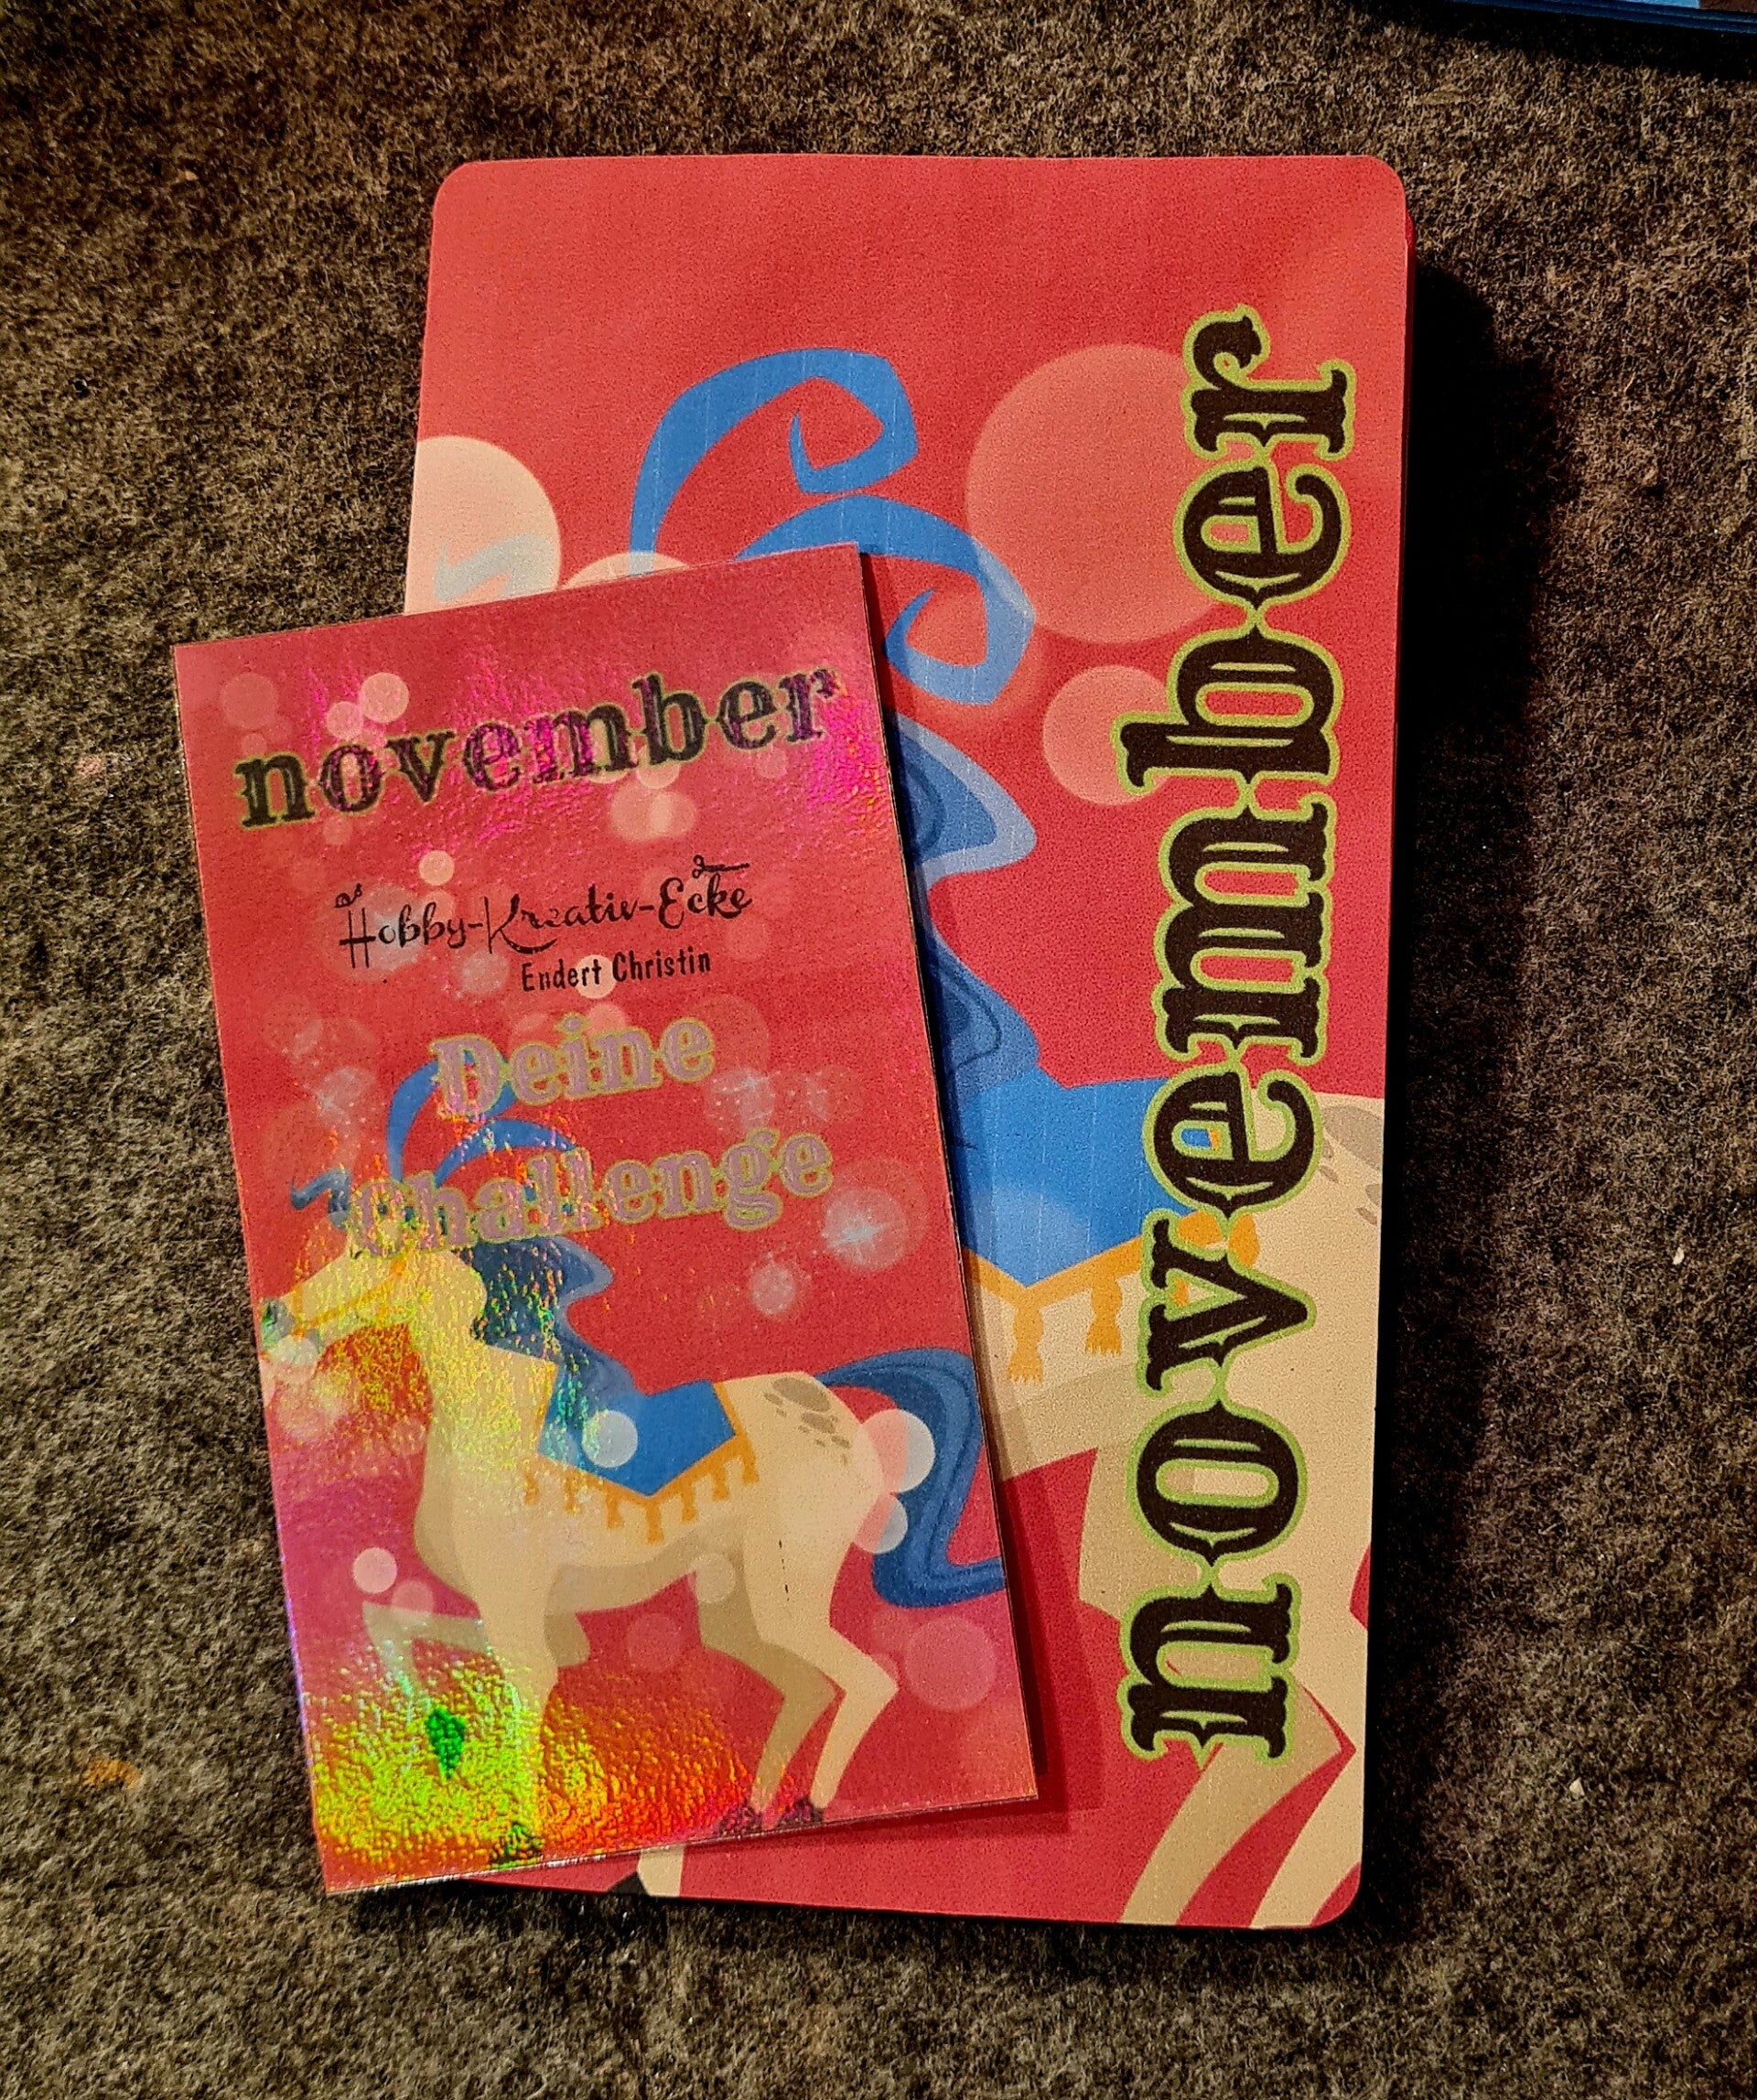 november
Hobby-Kreativ-Ecke
Endert Christin
Deine
Challenge
november